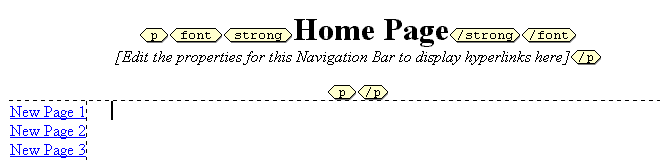 p font strong Home Page /strong /font
[Edit the properties for this Navigation Bar to display hyperlinks here] /p
p /p
New Page 1
New Page 2
New Page 3